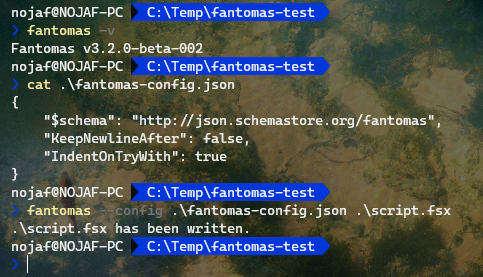 nojaf@NOJAF-PC C:\Temp\fantomas-test
❯ fantomas -v
Fantomas v3.2.0-beta-002
nojaf@NOJAF-PC C:\Temp\fantomas-test
❯ cat .\fantomas-config.json
{
    "$schema": "http://json.schemastore.org/fantomas",
    "KeepNewlineAfter": false,
    "IndentOnTryWith": true
}
nojaf@NOJAF-PC C:\Temp\fantomas-test
❯ fantomas --config .\fantomas-config.json .\script.fsx
.\script.fsx has been written.
nojaf@NOJAF-PC C:\Temp\fantomas-test
❯